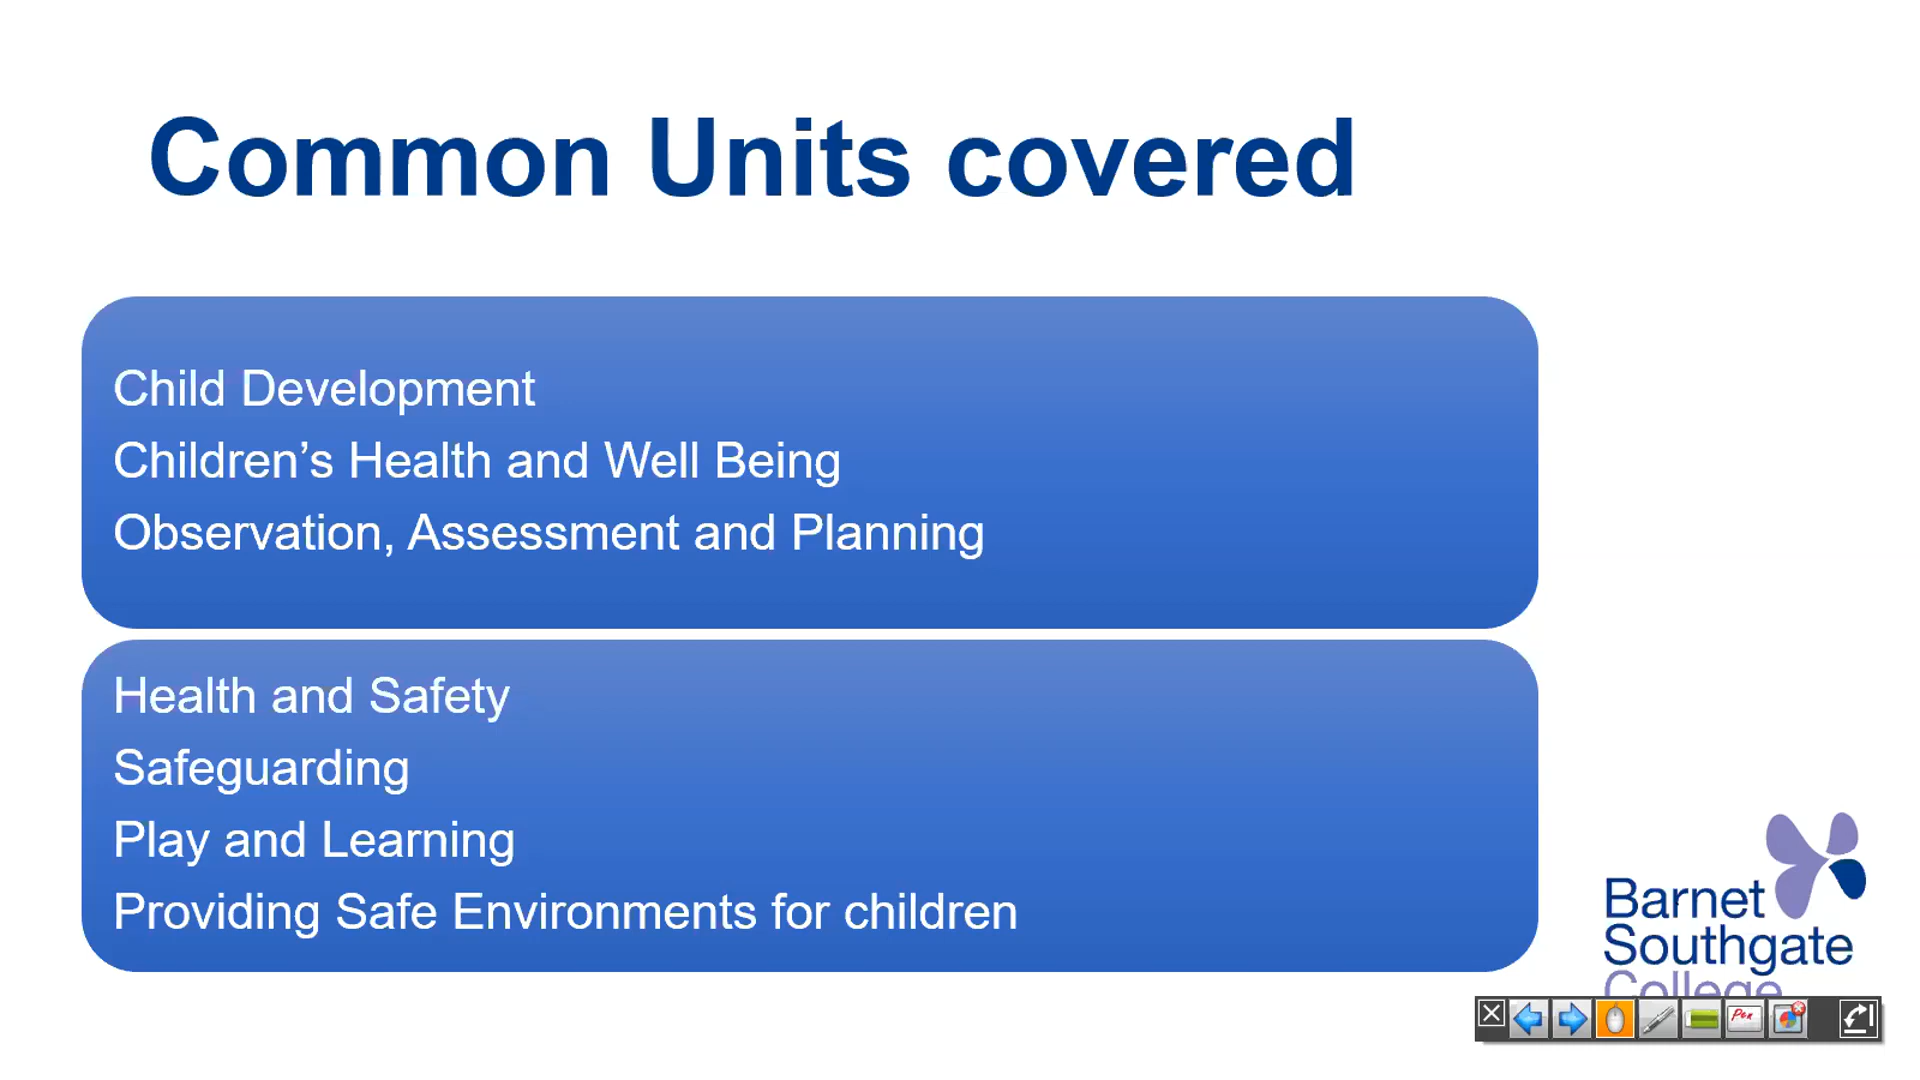 Common Units covered
Child Development
Children’s Health and Well Being
Observation, Assessment and Planning
Health and Safety
Safeguarding
Play and Learning
Providing Safe Environments for children
Barnet
Southgate
College
Pen